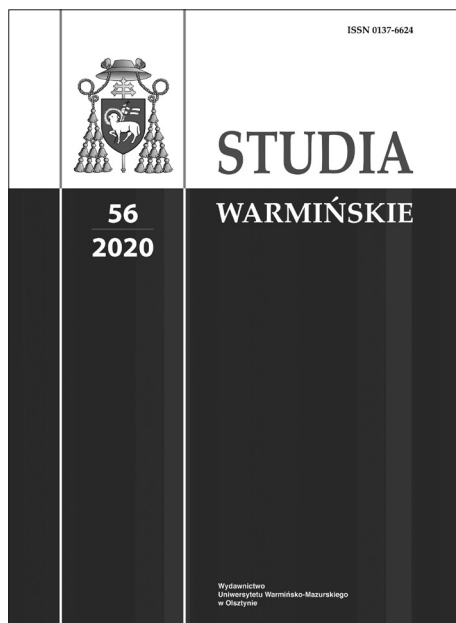 ISSN 0137-6624
STUDIA
WARMIŃSKIE
56
2020
Wydawnictwo
Uniwersytetu Warmińsko-Mazurskiego
w Olsztynie